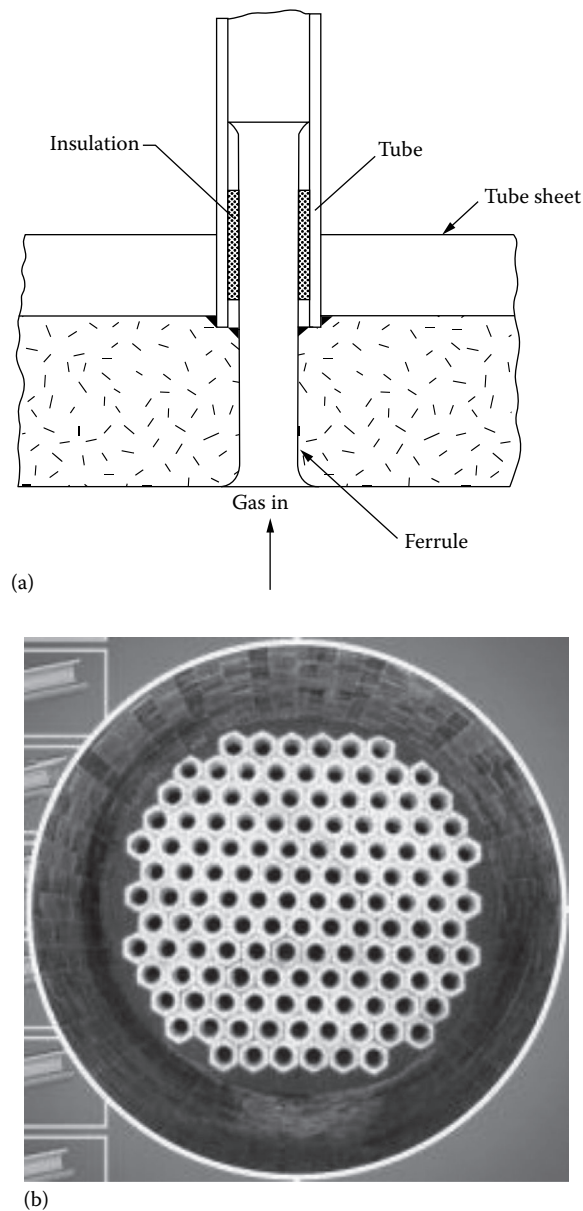 Insulation
Tube
Tube sheet
Gas in
Ferrule
(a)
(b)